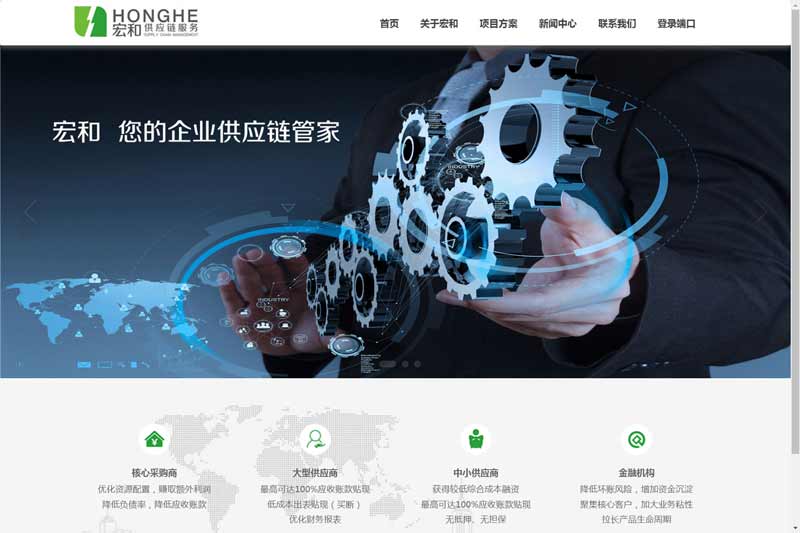 HONGHE
宏和供应链服务
SUPPLY CHAIN MANAGEMENT
首页 关于宏和 项目方案 新闻中心 联系我们 登录端口
宏和 您的企业供应链管家
INDUSTRY
INDUSTRY
核心采购商
优化资源配置，赚取额外利润
降低负债率，降低应收账款
大型供应商
最高可达100%应收账款贴现
低成本出表贴现（买断）
优化财务报表
中小供应商
获得较低综合成本融资
最高可达100%应收账款贴现
无抵押、无担保
金融机构
降低坏账风险，增加资金沉淀
聚集核心客户，加大业务粘性
拉长产品生命周期